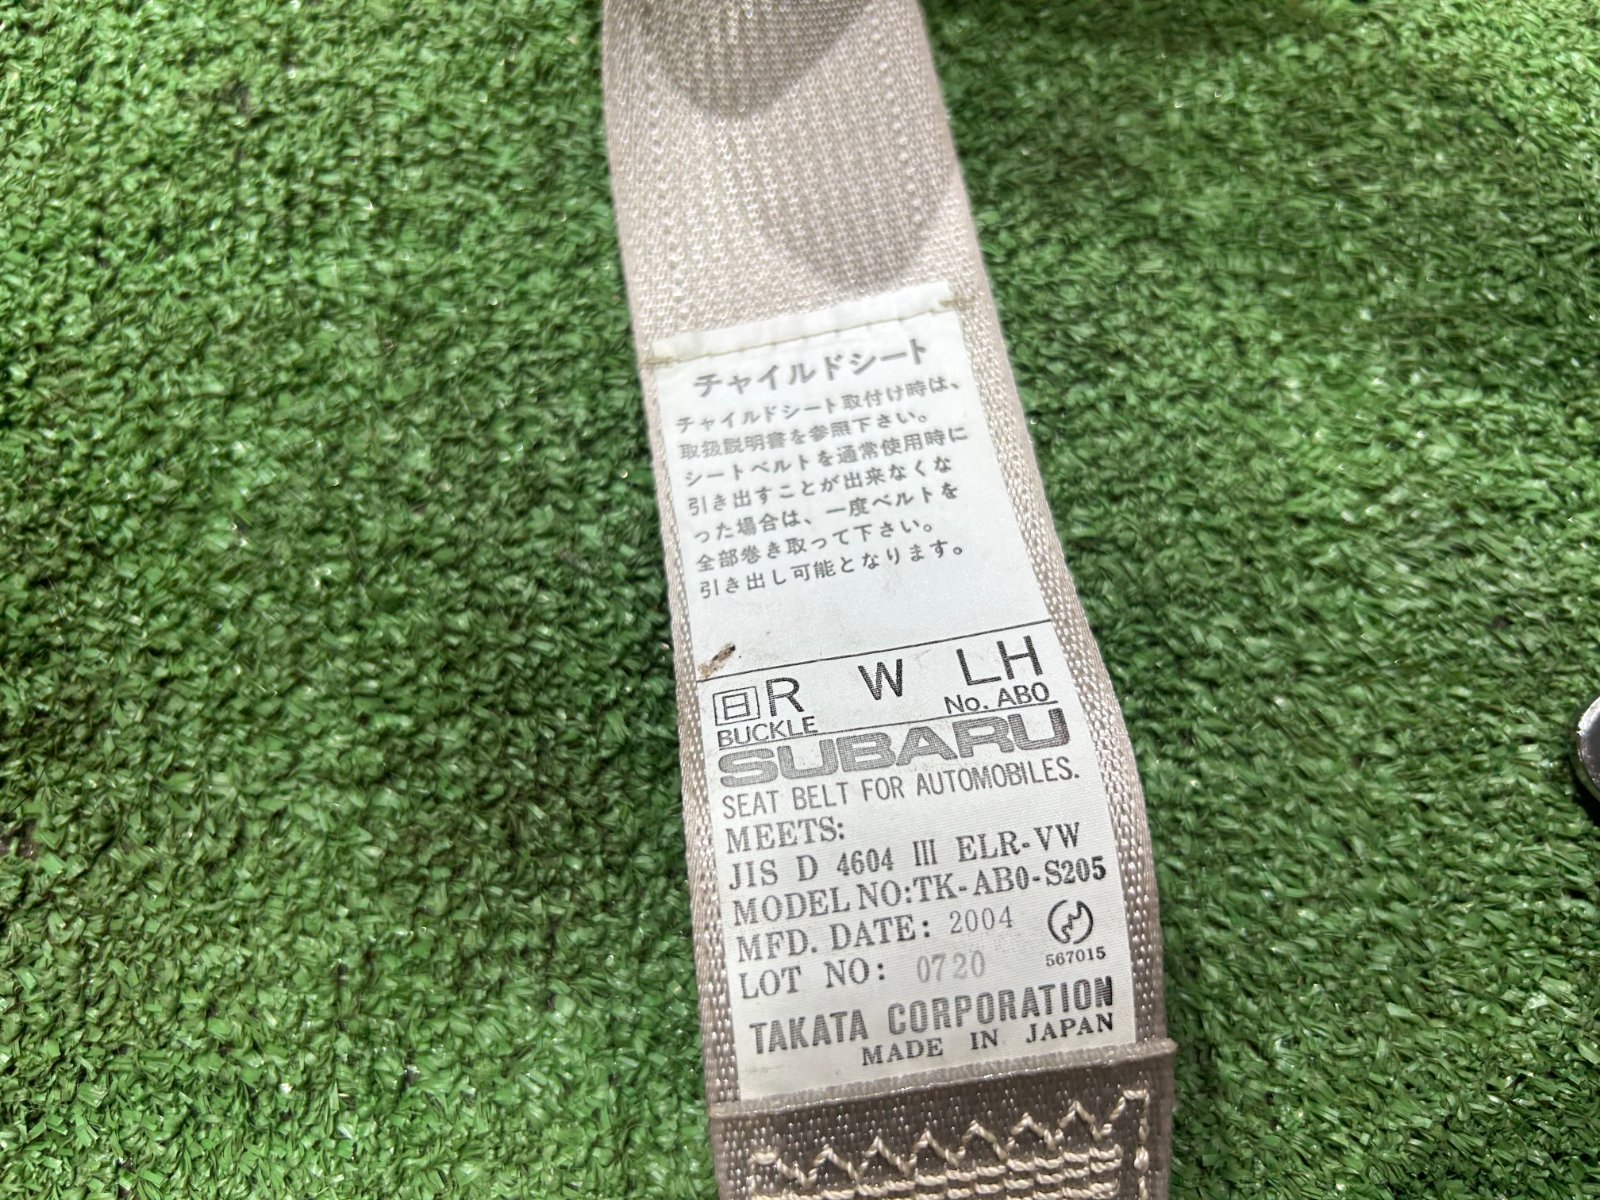 チャイルドシート
チャイルドシート取付け時は、
取扱説明書を参照下さい。
シートベルトを通常使用時に
引き出すことが出来なくな
った場合は、一度ベルトを
全部巻き取って下さい。
引き出し可能となります。
日 R W LH
BUCKLE No. AB0
SUBARU
SEAT BELT FOR AUTOMOBILES.
MEETS:
JIS D 4604 III ELR-VW
MODEL NO:TK-AB0-S205
MFD. DATE: 2004
567015
LOT NO: 0720
TAKATA CORPORATION
MADE IN JAPAN